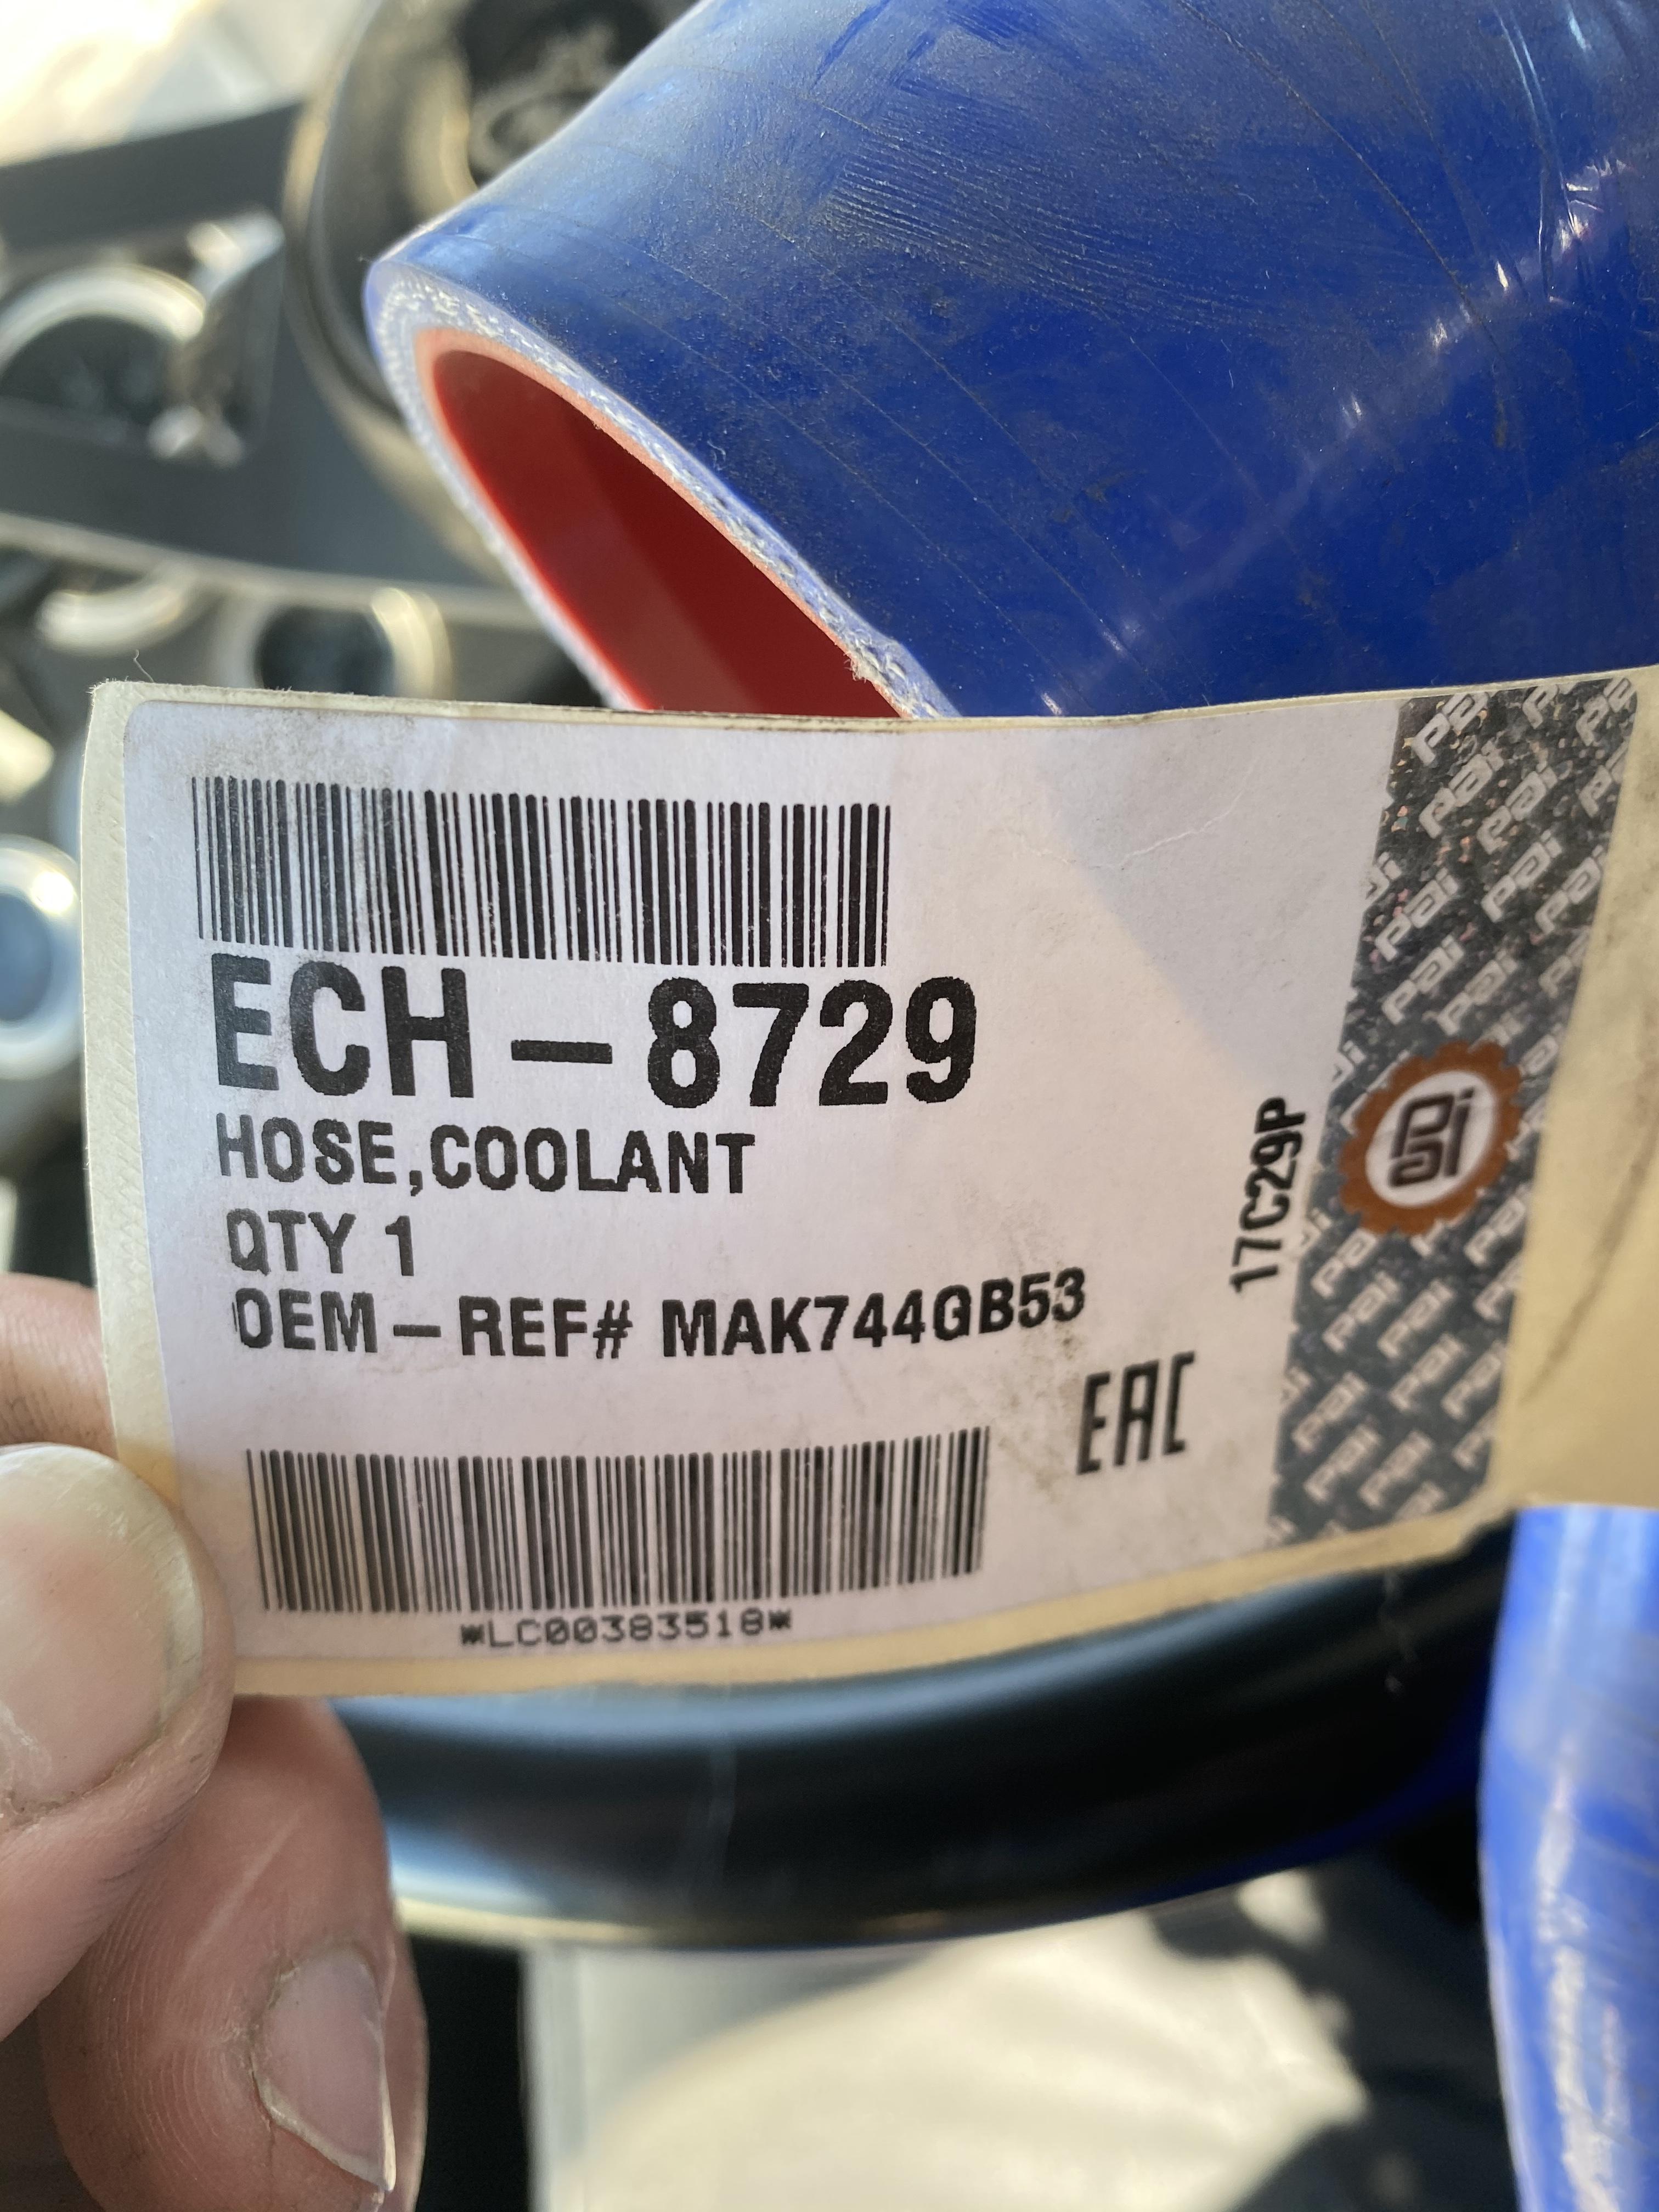 ECH-8729
HOSE,COOLANT
QTY 1
OEM-REF# MAK744GB53
EAC
*LC00383518*
17C29P
pai